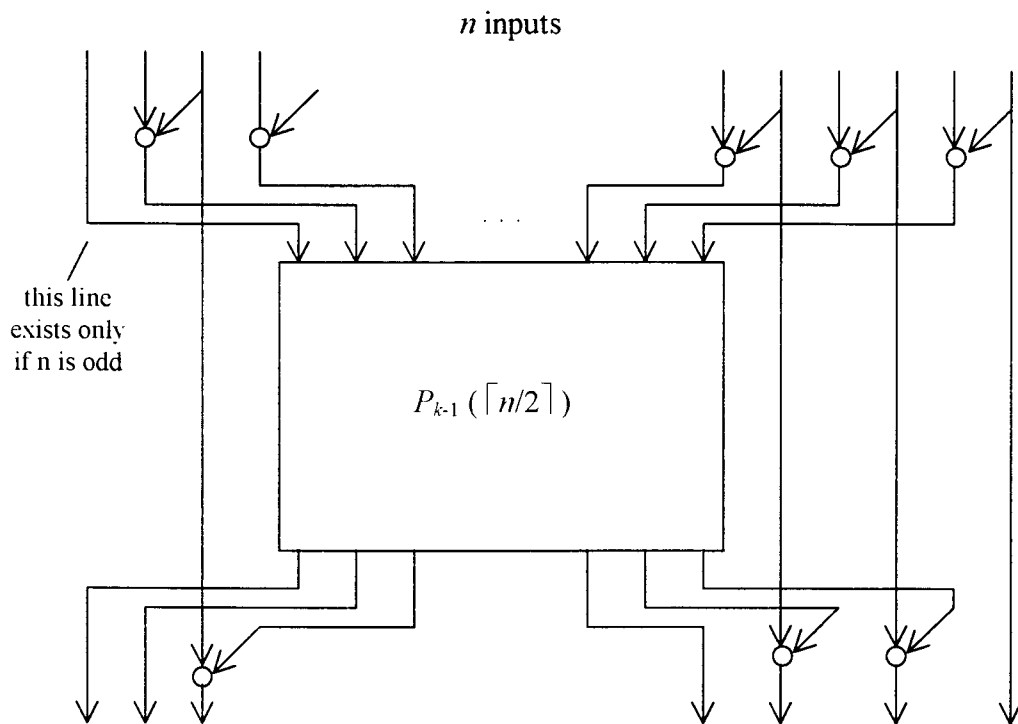 n inputs
. . .
this line
exists only
if n is odd
P_{k-1} (⌈n/2⌉)